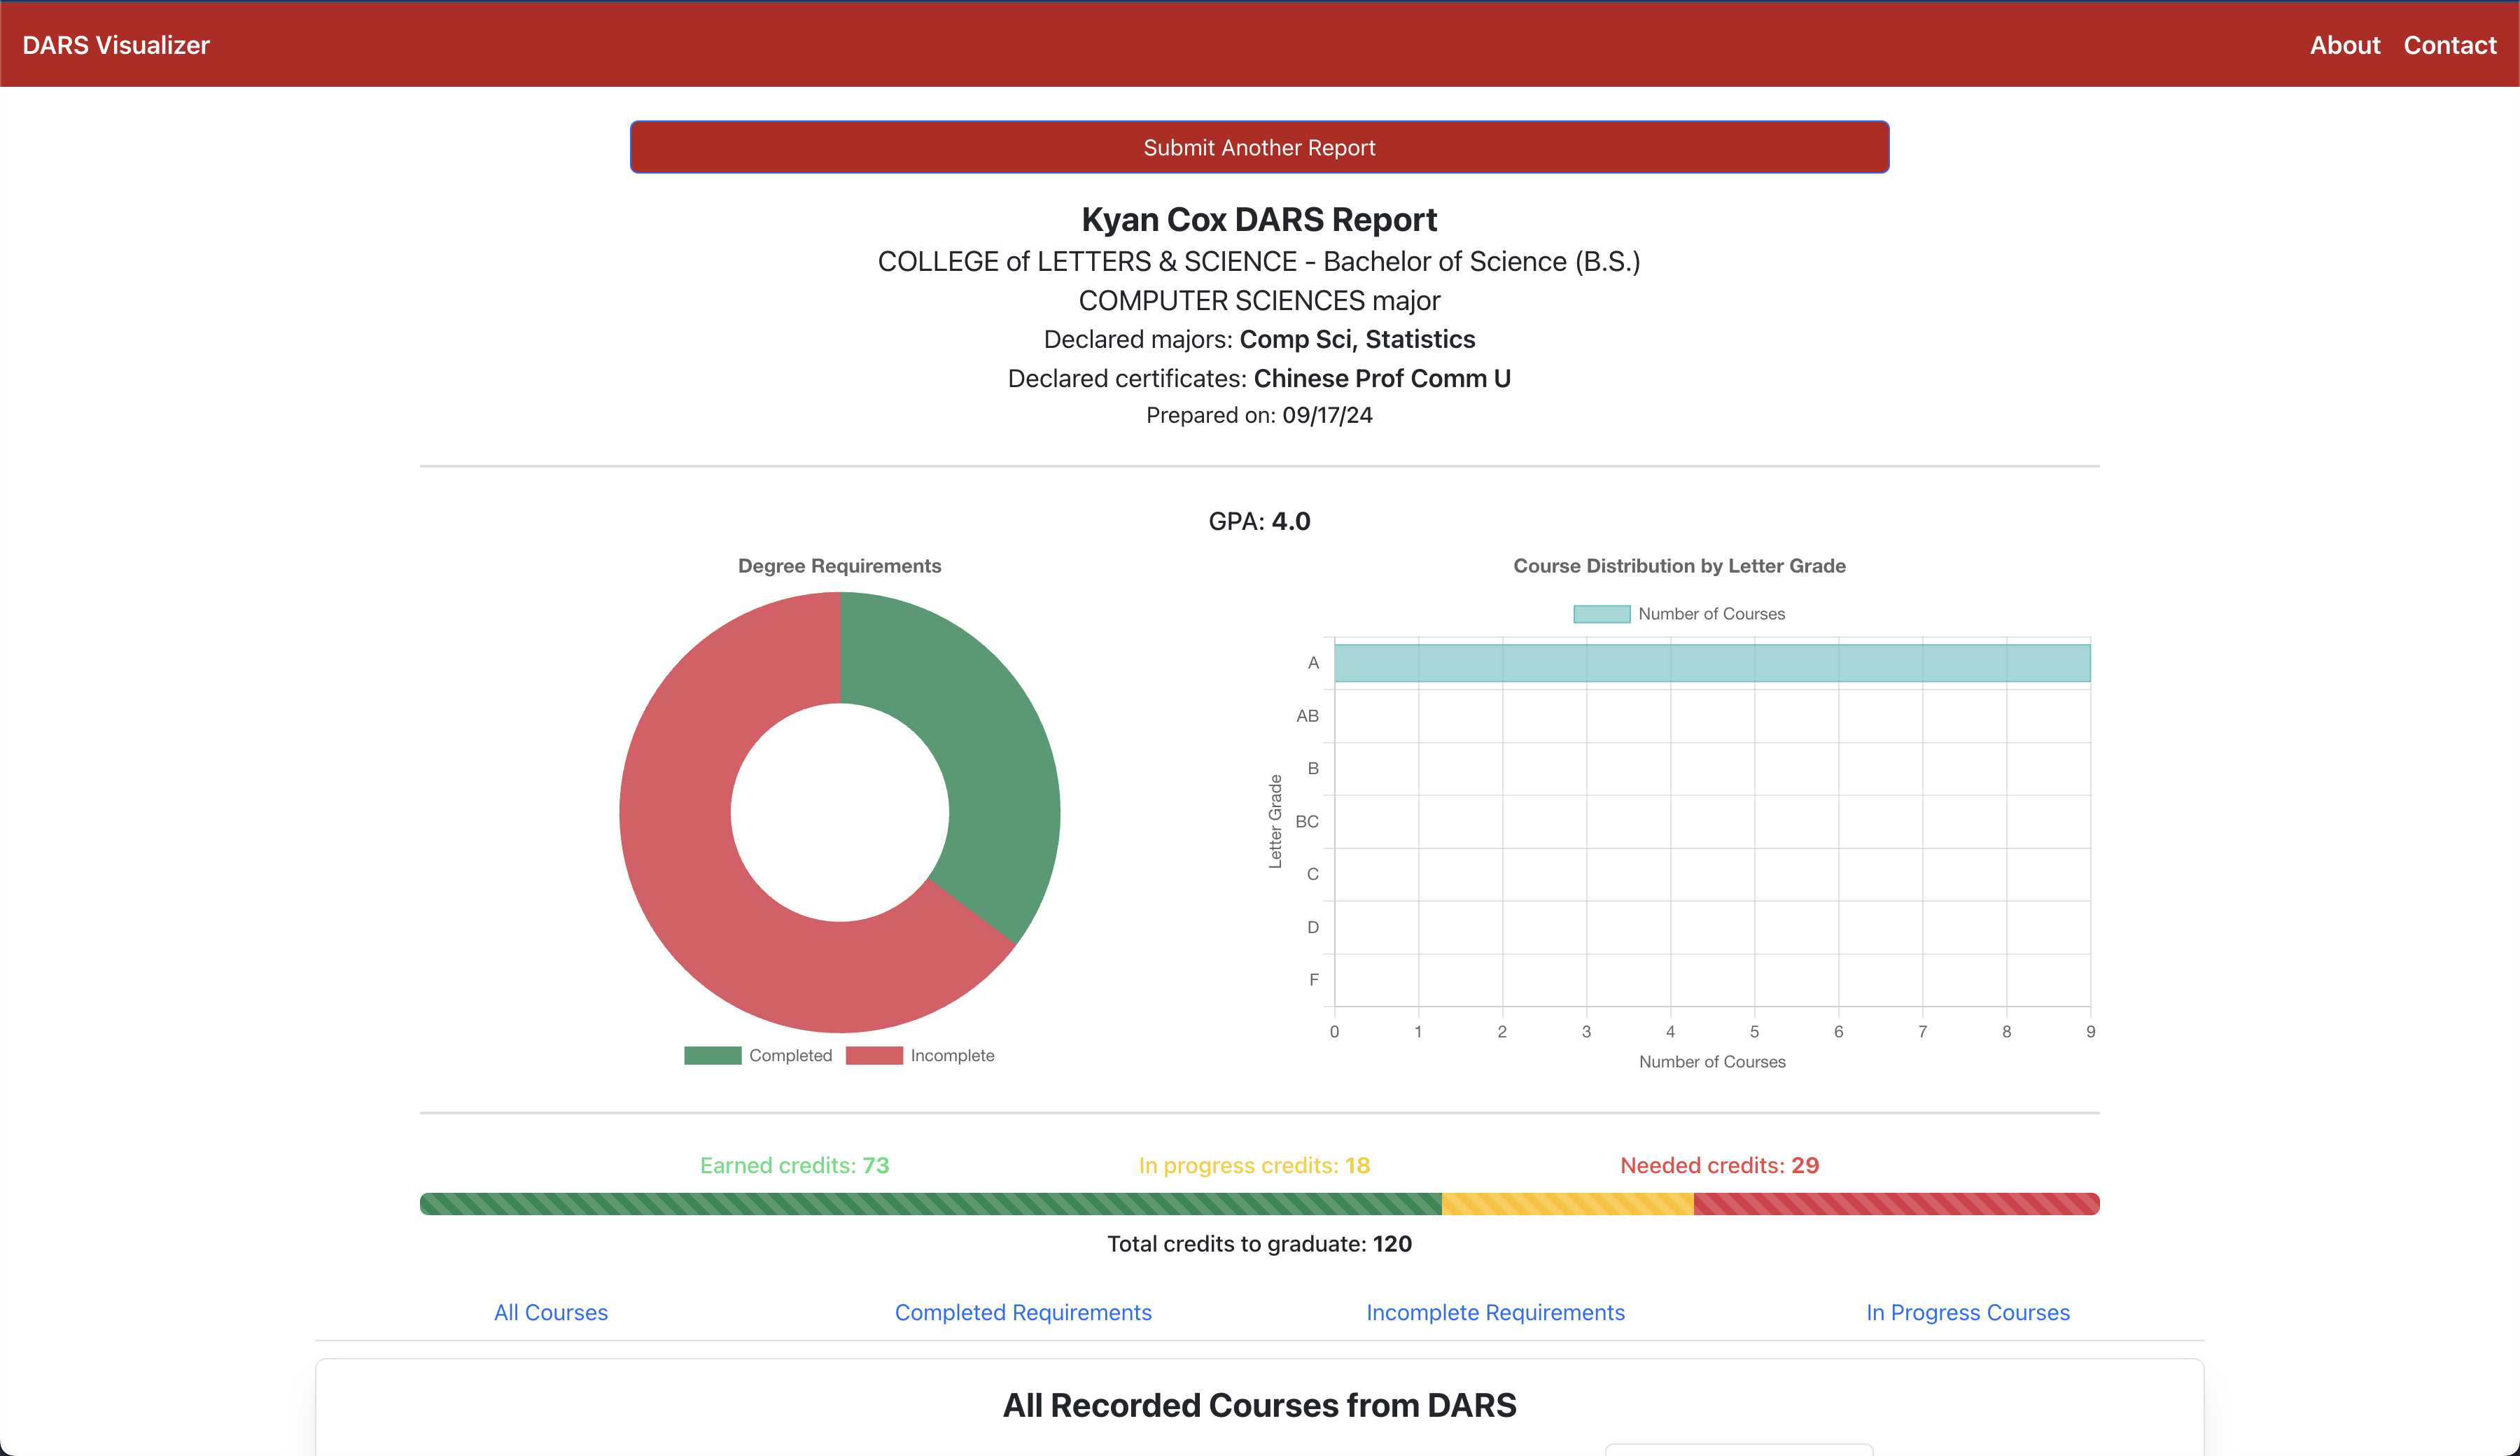 DARS Visualizer
About
Contact
Submit Another Report
Kyan Cox DARS Report
COLLEGE of LETTERS & SCIENCE - Bachelor of Science (B.S.)
COMPUTER SCIENCES major
Declared majors: Comp Sci, Statistics
Declared certificates: Chinese Prof Comm U
Prepared on: 09/17/24
GPA: 4.0
Degree Requirements
Completed
Incomplete
Course Distribution by Letter Grade
Number of Courses
Letter Grade
A
AB
B
BC
C
D
F
0 1 2 3 4 5 6 7 8 9
Number of Courses
Earned credits: 73
In progress credits: 18
Needed credits: 29
Total credits to graduate: 120
All Courses
Completed Requirements
Incomplete Requirements
In Progress Courses
All Recorded Courses from DARS